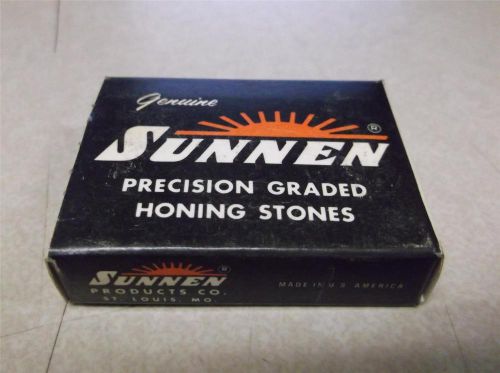 Genuine
SUNNEN ®
PRECISION GRADED
HONING STONES
SUNNEN ®
PRODUCTS CO.
ST. LOUIS, MO.
MADE IN U.S. AMERICA